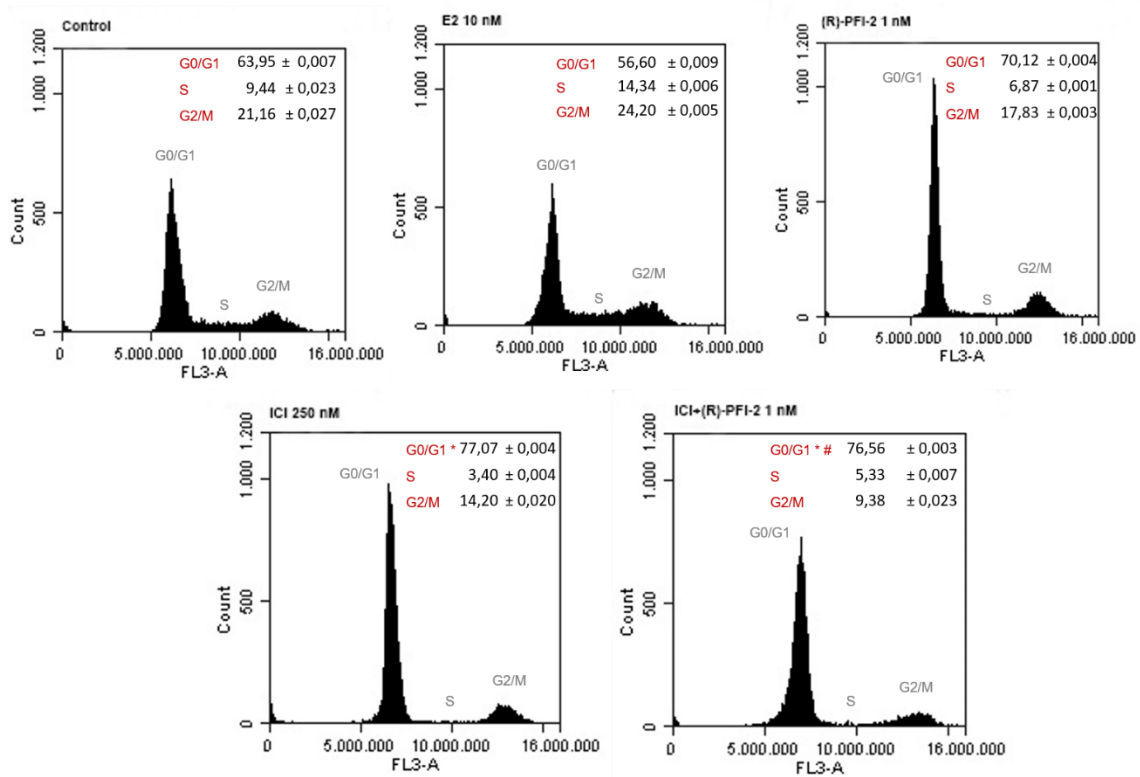 Control
G0/G1 63,95 ± 0,007
S 9,44 ± 0,023
G2/M 21,16 ± 0,027
G0/G1
S
G2/M
Count
0
500
1.000
1.200
0 5.000.000 10.000.000 16.000.000
FL3-A
E2 10 nM
G0/G1 56,60 ± 0,009
S 14,34 ± 0,006
G2/M 24,20 ± 0,005
G0/G1
S
G2/M
Count
0
500
1.000
1.200
0 5.000.000 10.000.000 16.000.000
FL3-A
(R)-PFI-2 1 nM
G0/G1 70,12 ± 0,004
S 6,87 ± 0,001
G2/M 17,83 ± 0,003
G0/G1
S
G2/M
Count
0
500
1.000
1.200
0 5.000.000 10.000.000 16.000.000
FL3-A
ICI 250 nM
G0/G1 * 77,07 ± 0,004
S 3,40 ± 0,004
G2/M 14,20 ± 0,020
G0/G1
S
G2/M
Count
0
500
1.000
1.200
0 5.000.000 10.000.000 16.000.000
FL3-A
ICI+(R)-PFI-2 1 nM
G0/G1 * # 76,56 ± 0,003
S 5,33 ± 0,007
G2/M 9,38 ± 0,023
G0/G1
S
G2/M
Count
0
500
1.000
1.200
0 5.000.000 10.000.000 16.000.000
FL3-A